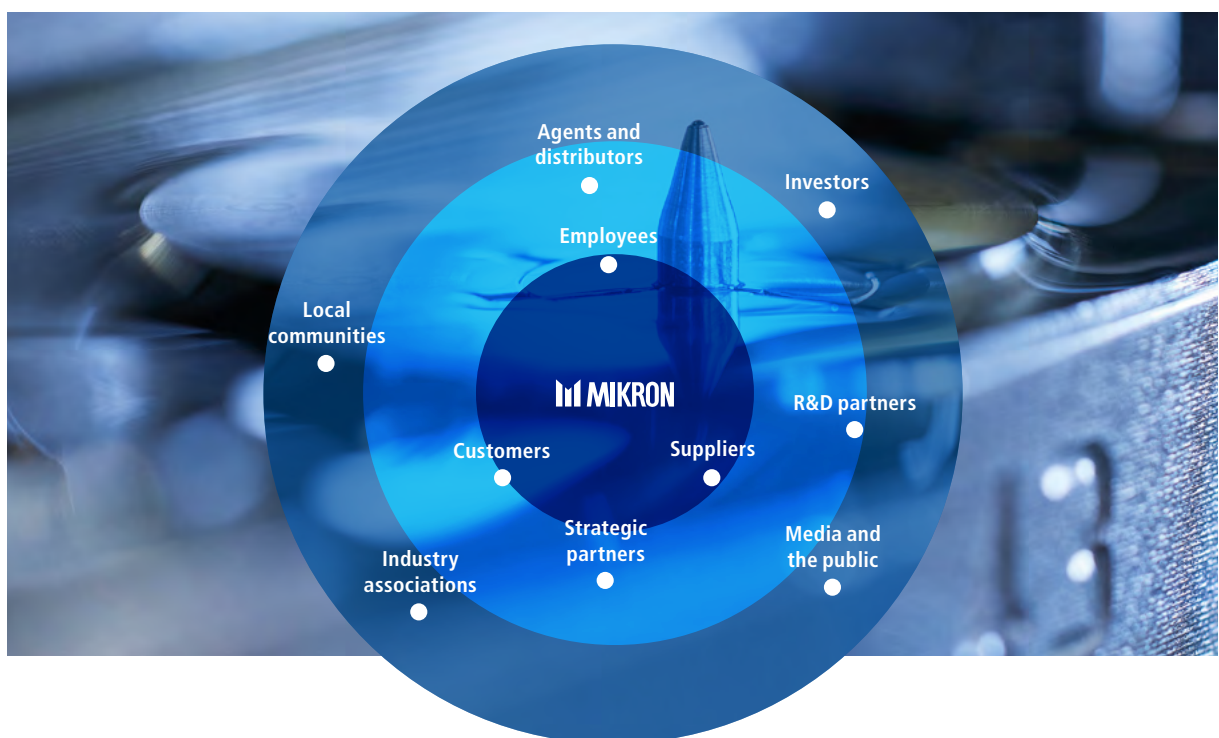 Agents and
distributors
Investors
Employees
Local
communities
MIKRON
R&D partners
Customers
Suppliers
Strategic
partners
Media and
the public
Industry
associations